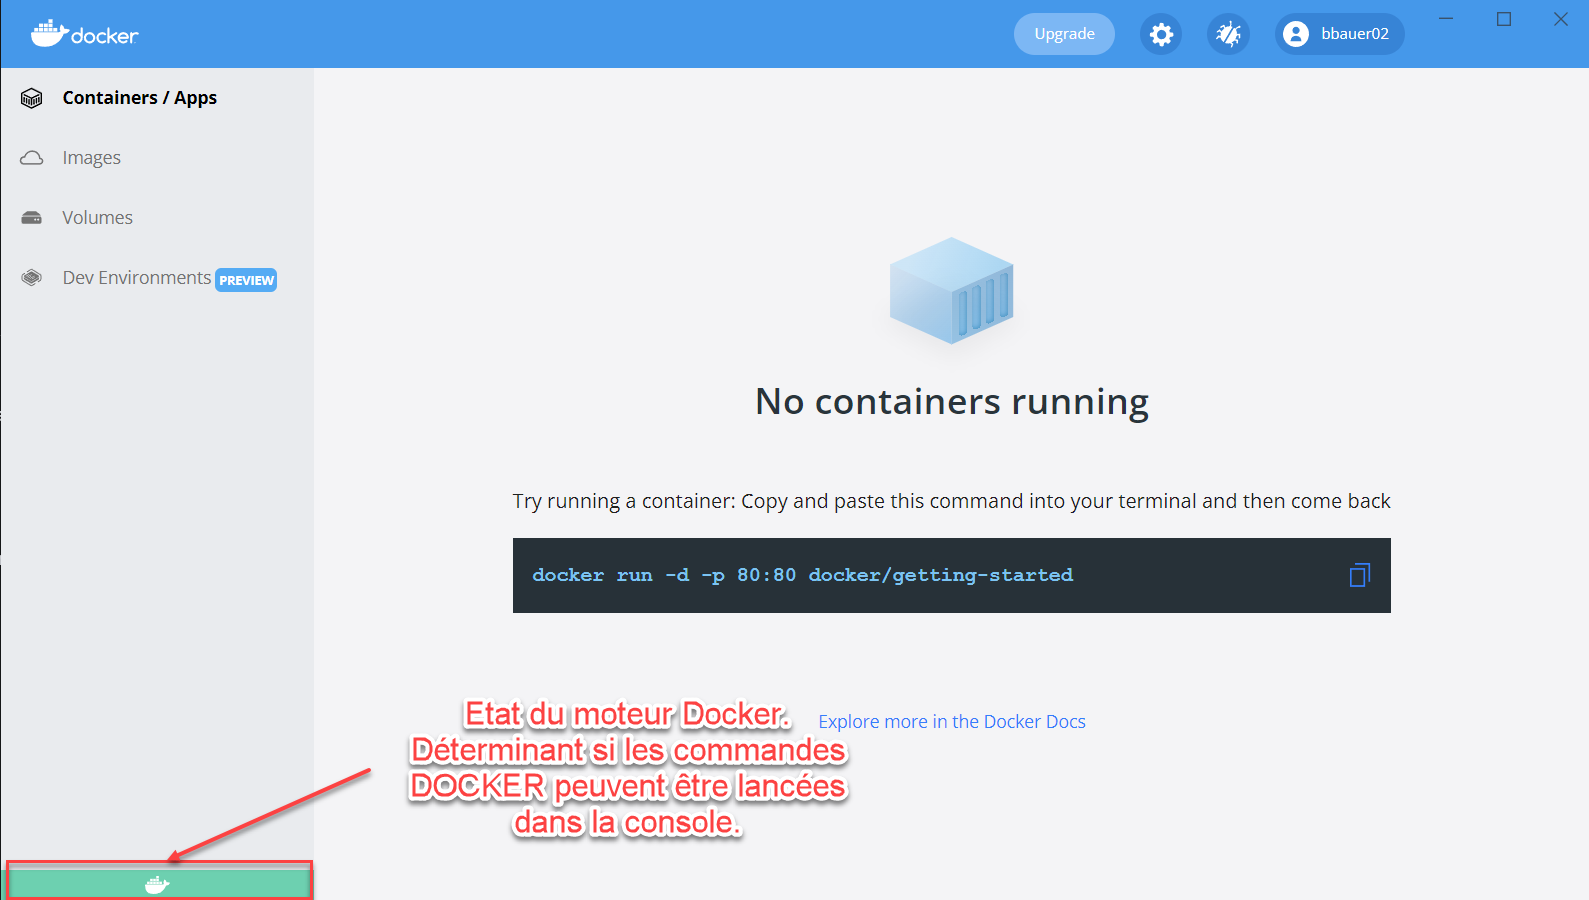 docker
Upgrade
bbauer02
Containers / Apps
Images
Volumes
Dev Environments PREVIEW
No containers running
Try running a container: Copy and paste this command into your terminal and then come back
docker run -d -p 80:80 docker/getting-started
Explore more in the Docker Docs
Etat du moteur Docker.
Déterminant si les commandes
DOCKER peuvent être lancées
dans la console.